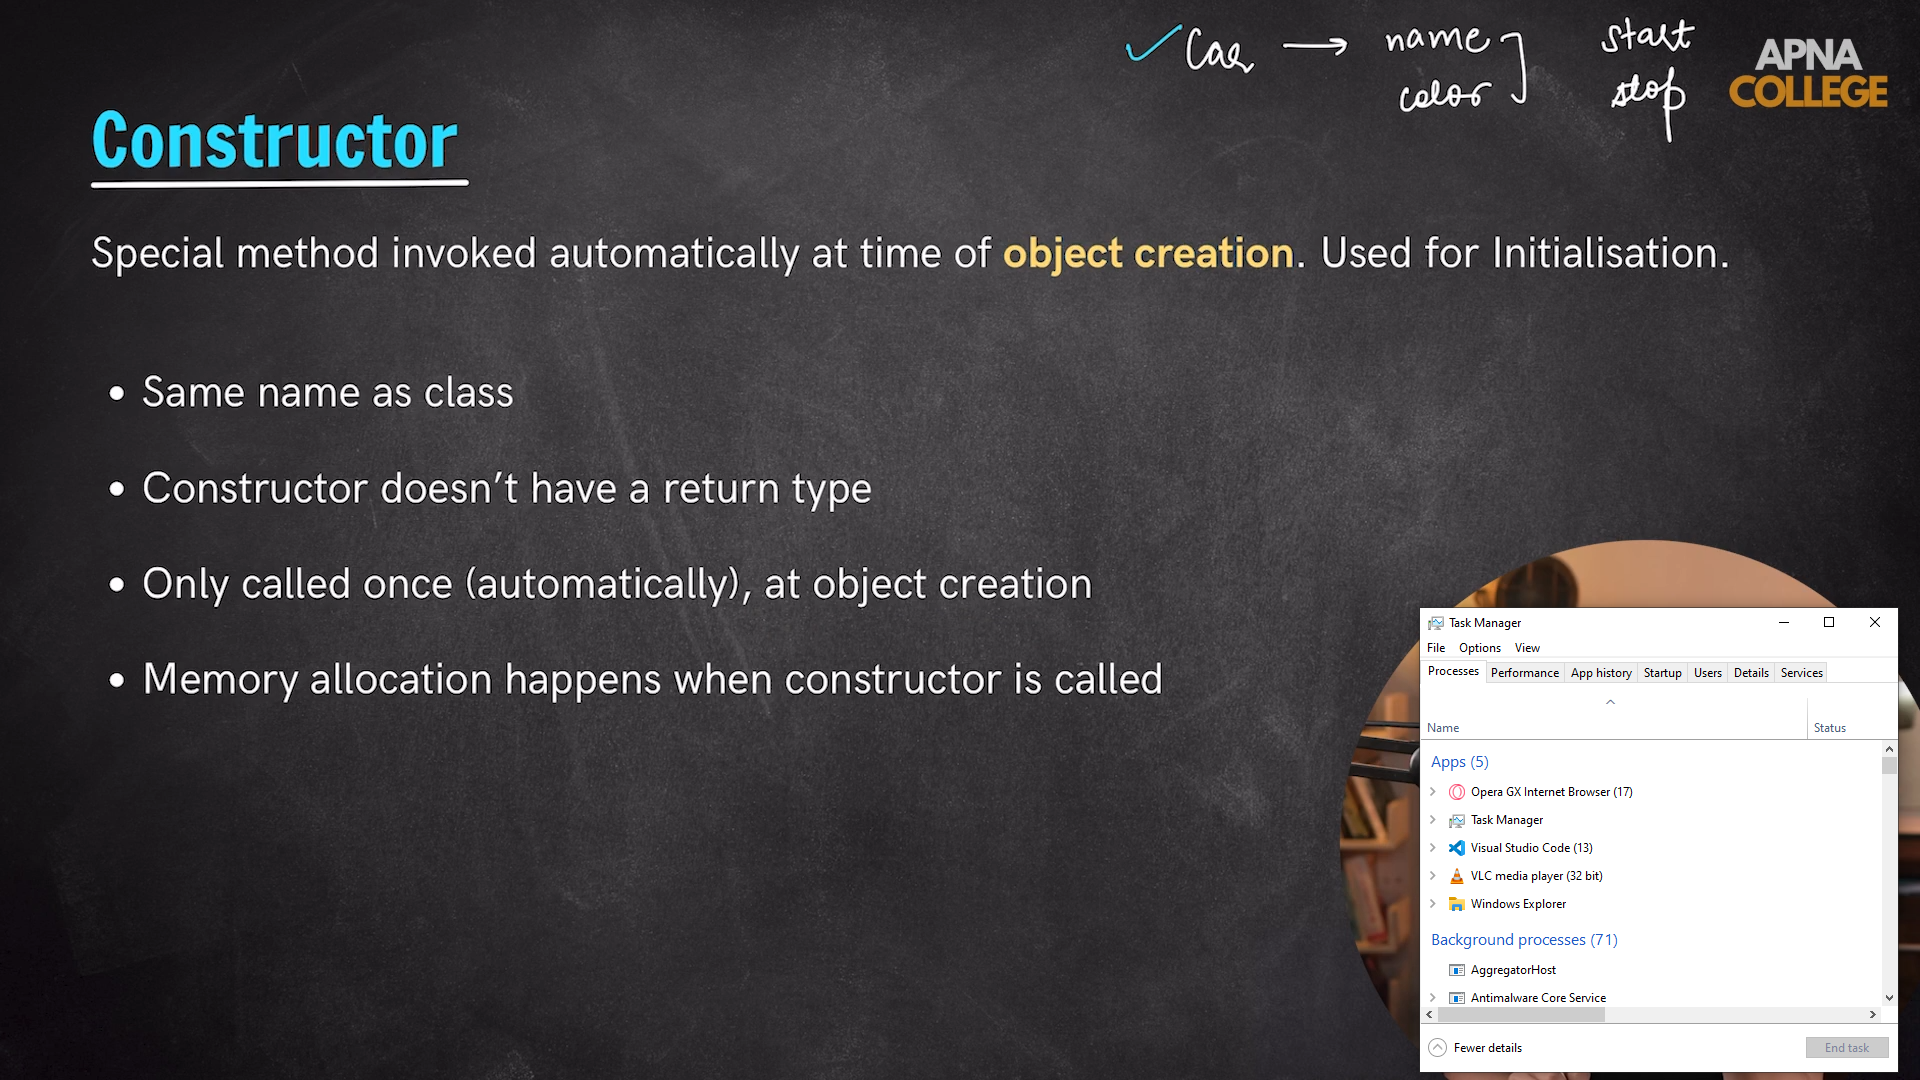 Car → name start
color stop
APNA
COLLEGE
Constructor
Special method invoked automatically at time of object creation. Used for Initialisation.
• Same name as class
• Constructor doesn’t have a return type
• Only called once (automatically), at object creation
• Memory allocation happens when constructor is called
Task Manager
File Options View
Processes Performance App history Startup Users Details Services
Name Status
Apps (5)
Opera GX Internet Browser (17)
Task Manager
Visual Studio Code (13)
VLC media player (32 bit)
Windows Explorer
Background processes (71)
AggregatorHost
Antimalware Core Service
Fewer details End task